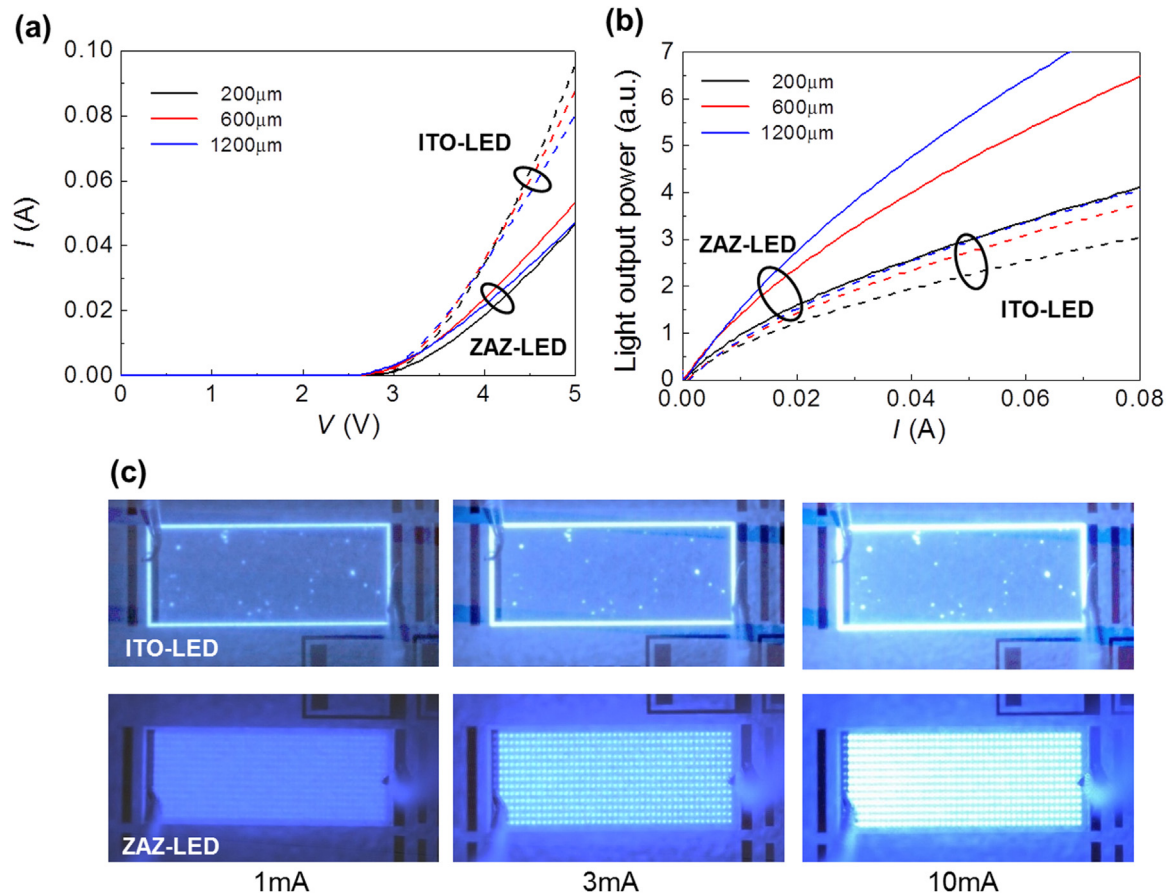 (a)
0.10
0.08
0.06
0.04
0.02
0.00
I (A)
200μm
600μm
1200μm
ITO-LED
ZAZ-LED
0 1 2 3 4 5
V (V)
(b)
7
6
5
4
3
2
1
0
Light output power (a.u.)
200μm
600μm
1200μm
ZAZ-LED
ITO-LED
0.00 0.02 0.04 0.06 0.08
I (A)
(c)
ITO-LED
ZAZ-LED
1mA 3mA 10mA